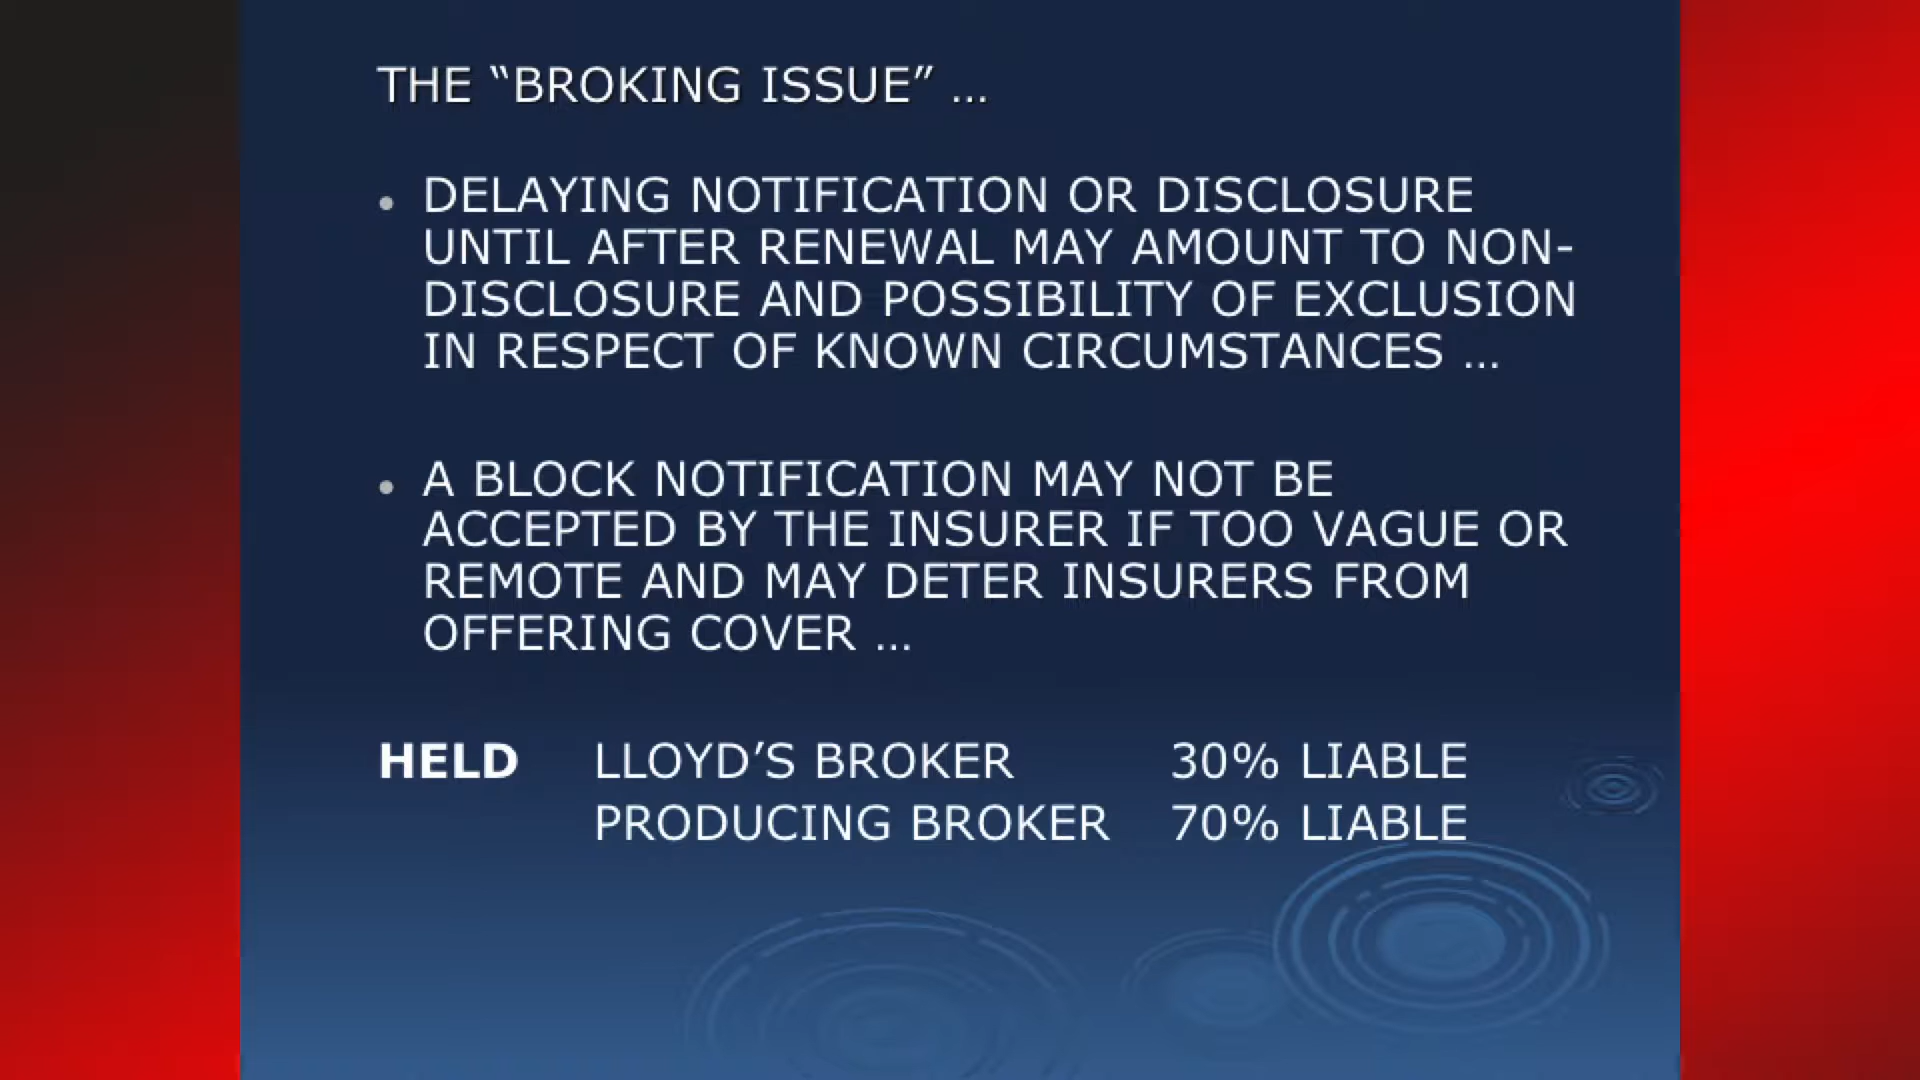 THE “BROKING ISSUE” ...
• DELAYING NOTIFICATION OR DISCLOSURE
UNTIL AFTER RENEWAL MAY AMOUNT TO NON-
DISCLOSURE AND POSSIBILITY OF EXCLUSION
IN RESPECT OF KNOWN CIRCUMSTANCES ...
• A BLOCK NOTIFICATION MAY NOT BE
ACCEPTED BY THE INSURER IF TOO VAGUE OR
REMOTE AND MAY DETER INSURERS FROM
OFFERING COVER ...
HELD LLOYD’S BROKER 30% LIABLE
PRODUCING BROKER 70% LIABLE